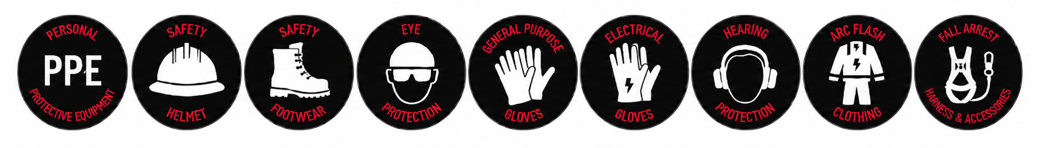 PERSONAL
PPE
PROTECTIVE EQUIPMENT
SAFETY
HELMET
SAFETY
FOOTWEAR
EYE
PROTECTION
GENERAL PURPOSE
GLOVES
ELECTRICAL
GLOVES
HEARING
PROTECTION
ARC FLASH
CLOTHING
FALL ARREST
HARNESS & ACCESSORIES